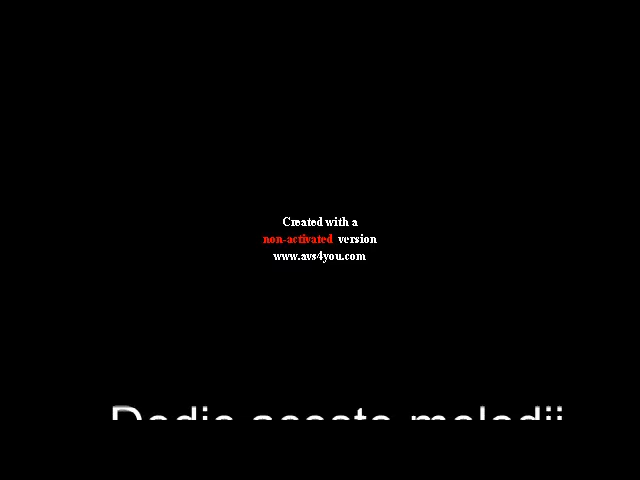 Created with a
non-activated version
www.avs4you.com
Dedic aceste melodii